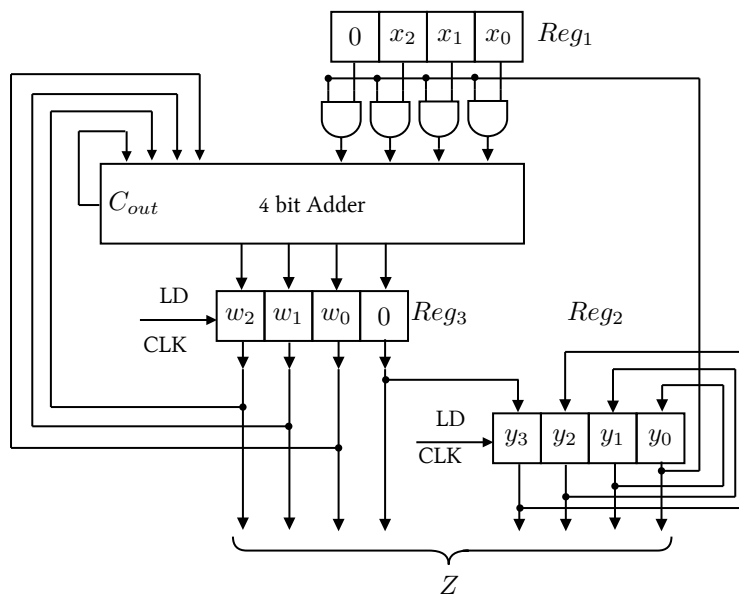 0 x₂ x₁ x₀ Reg₁
C_out 4 bit Adder
LD
CLK
w₂ w₁ w₀ 0 Reg₃
Reg₂
LD
CLK
y₃ y₂ y₁ y₀
Z